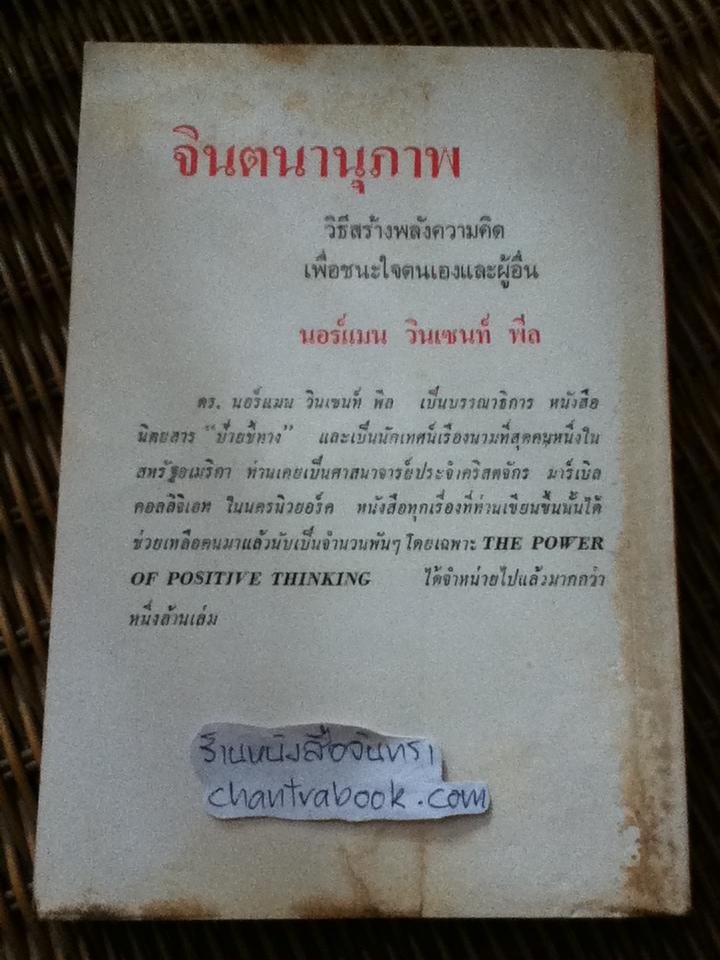 จินตนานุภาพ
วิธีสร้างพลังความคิด
เพื่อชนะใจตนเองและผู้อื่น
นอร์แมน วินเซนท์ พีล
ดร. นอร์แมน วินเซนท์ พีล เป็นบรรณาธิการ หนังสือ
นิตยสาร "ป้ายชี้ทาง" และเป็นนักเทศน์เรืองนามที่สุดคนหนึ่งใน
สหรัฐอเมริกา ท่านเคยเป็นศาสนาจารย์ประจำคริสตจักร มาร์เบิล
คอลลิจิเอท ในนครนิวยอร์ค หนังสือทุกเรื่องที่ท่านเขียนขึ้นนั้นได้
ช่วยเหลือคนมาแล้วนับเป็นจำนวนพันๆ โดยเฉพาะ THE POWER
OF POSITIVE THINKING ได้จำหน่ายไปแล้วมากกว่า
หนึ่งล้านเล่ม
ร้านหนังสือจันทรา
chantrabook.com